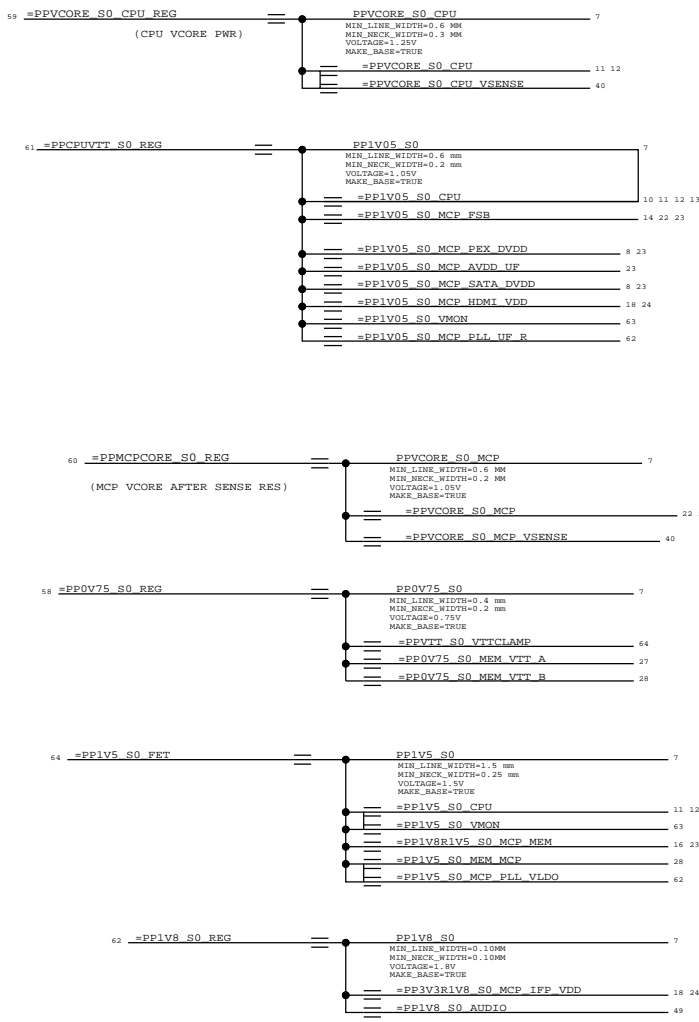 59 =PPVCORE_S0_CPU_REG PPVCORE_S0_CPU 7
(CPU VCORE PWR)
MIN_LINE_WIDTH=0.6 MM
MIN_NECK_WIDTH=0.3 MM
VOLTAGE=1.25V
MAKE_BASE=TRUE
=PPVCORE_S0_CPU 11 12
=PPVCORE_S0_CPU_VSENSE 40
61 =PPCPUVTT_S0_REG PP1V05_S0 7
MIN_LINE_WIDTH=0.6 mm
MIN_NECK_WIDTH=0.2 mm
VOLTAGE=1.05V
MAKE_BASE=TRUE
=PP1V05_S0_CPU 10 11 12 13
=PP1V05_S0_MCP_FSB 14 22 23
=PP1V05_S0_MCP_PEX_DVDD 8 23
=PP1V05_S0_MCP_AVDD_UF 23
=PP1V05_S0_MCP_SATA_DVDD 8 23
=PP1V05_S0_MCP_HDMI_VDD 18 24
=PP1V05_S0_VMON 63
=PP1V05_S0_MCP_PLL_UF_R 62
60 =PPMCPCORE_S0_REG PPVCORE_S0_MCP 7
(MCP VCORE AFTER SENSE RES)
MIN_LINE_WIDTH=0.6 MM
MIN_NECK_WIDTH=0.2 MM
VOLTAGE=1.05V
MAKE_BASE=TRUE
=PPVCORE_S0_MCP 22
=PPVCORE_S0_MCP_VSENSE 40
58 =PP0V75_S0_REG PP0V75_S0 7
MIN_LINE_WIDTH=0.4 mm
MIN_NECK_WIDTH=0.2 mm
VOLTAGE=0.75V
MAKE_BASE=TRUE
=PPVTT_S0_VTTCLAMP 64
=PP0V75_S0_MEM_VTT_A 27
=PP0V75_S0_MEM_VTT_B 28
64 =PP1V5_S0_FET PP1V5_S0 7
MIN_LINE_WIDTH=1.5 mm
MIN_NECK_WIDTH=0.25 mm
VOLTAGE=1.5V
MAKE_BASE=TRUE
=PP1V5_S0_CPU 11 12
=PP1V5_S0_VMON 63
=PP1V8R1V5_S0_MCP_MEM 16 23
=PP1V5_S0_MEM_MCP 28
=PP1V5_S0_MCP_PLL_VLDO 62
62 =PP1V8_S0_REG PP1V8_S0 7
MIN_LINE_WIDTH=0.10MM
MIN_NECK_WIDTH=0.10MM
VOLTAGE=1.8V
MAKE_BASE=TRUE
=PP3V3R1V8_S0_MCP_IFP_VDD 18 24
=PP1V8_S0_AUDIO 49